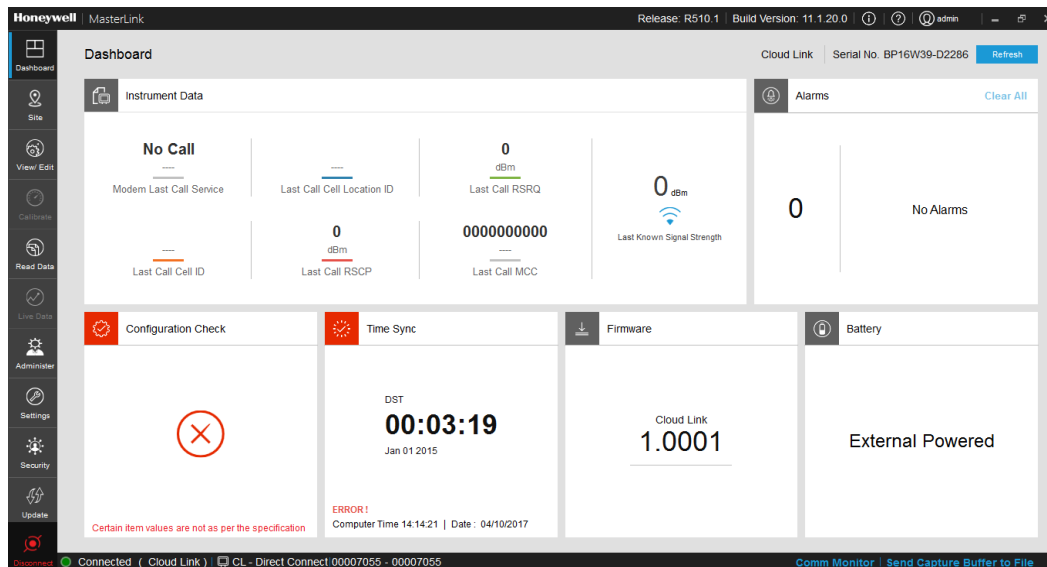 Honeywell | MasterLink
Release: R510.1 | Build Version: 11.1.20.0
admin
Dashboard
Site
View/ Edit
Calibrate
Read Data
Live Data
Administer
Settings
Security
Update
Disconnect
Dashboard
Cloud Link | Serial No. BP16W39-D2286
Refresh
Instrument Data
No Call
----
Modem Last Call Service
----
Last Call Cell Location ID
0
dBm
Last Call RSRQ
----
Last Call Cell ID
0
dBm
Last Call RSCP
0000000000
----
Last Call MCC
0 dBm
Last Known Signal Strength
Alarms
Clear All
0
No Alarms
Configuration Check
Certain item values are not as per the specification
Time Sync
DST
00:03:19
Jan 01 2015
ERROR !
Computer Time 14:14:21 | Date : 04/10/2017
Firmware
Cloud Link
1.0001
Battery
External Powered
Connected ( Cloud Link ) | CL - Direct Connect|00007055 - 00007055
Comm Monitor | Send Capture Buffer to File